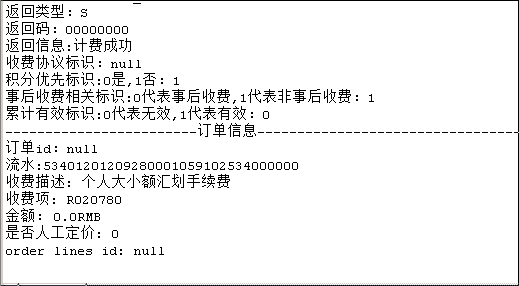 返回类型: S
返回码: 00000000
返回信息:计费成功
收费协议标识: null
积分优先标识:0是,1否: 1
事后收费相关标识:0代表事后收费,1代表非事后收费: 1
累计有效标识:0代表无效,1代表有效: 0
------------------------订单信息---------------------------------
订单id: null
流水:53401201209280001059102534000000
收费描述: 个人大小额汇划手续费
收费项: R020780
金额: 0.0RMB
是否人工定价: 0
order lines id: null